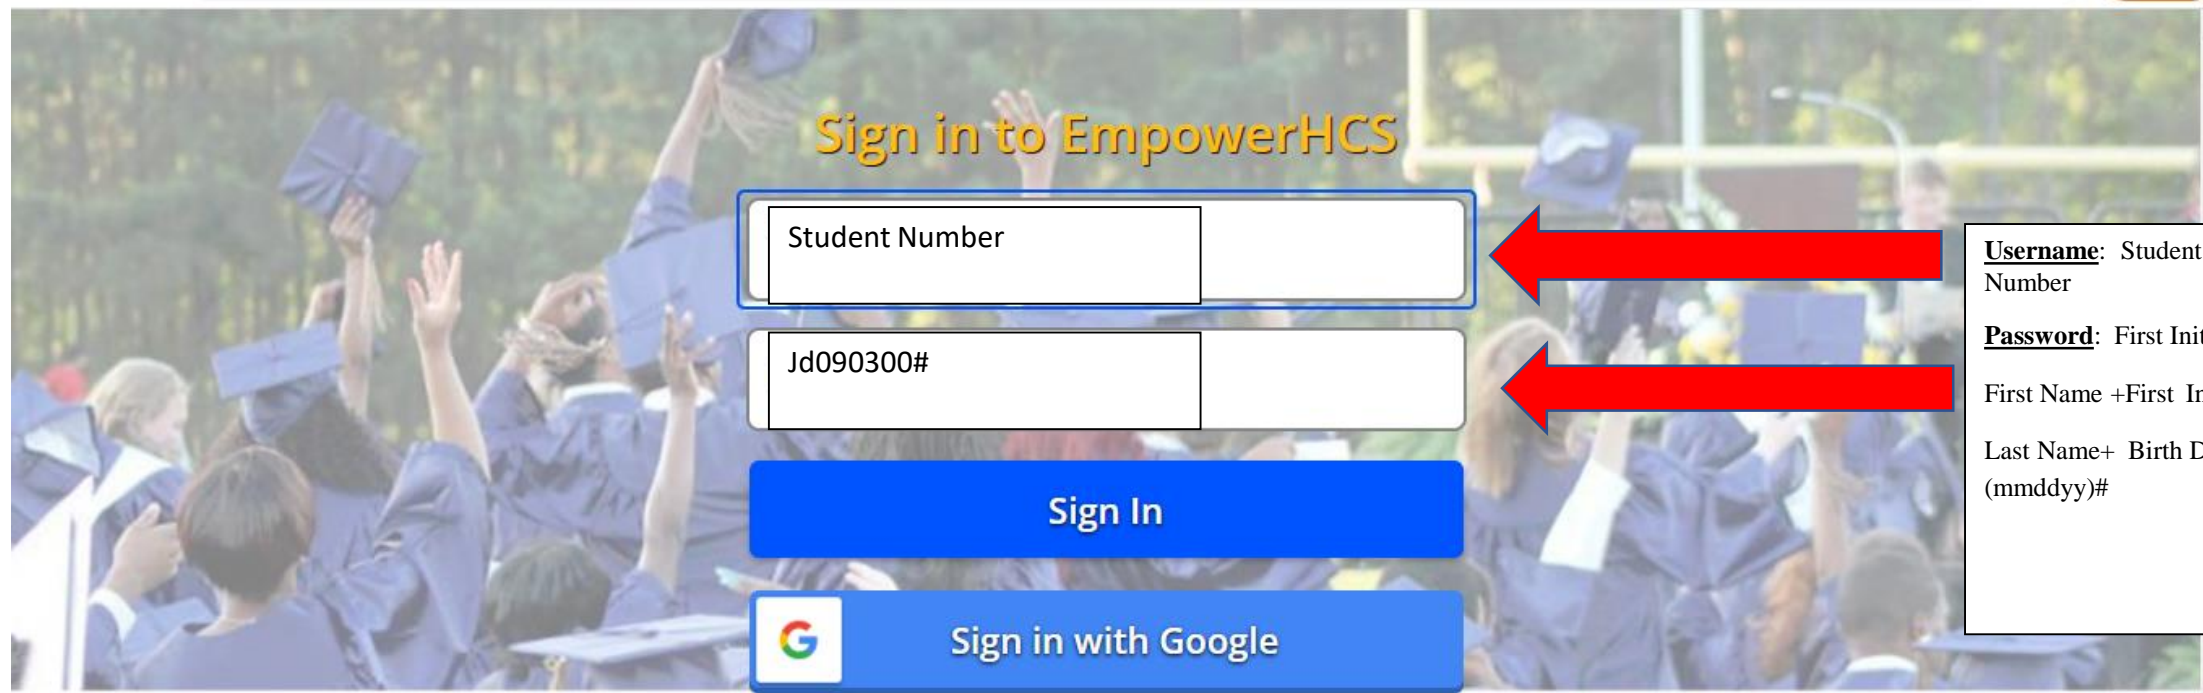 Sign in to EmpowerHCS
Student Number
Jd090300#
Sign In
G
Sign in with Google
Username: Student
Number
Password: First
First Name +First
Last Name+ Birth
(mmddyy)#